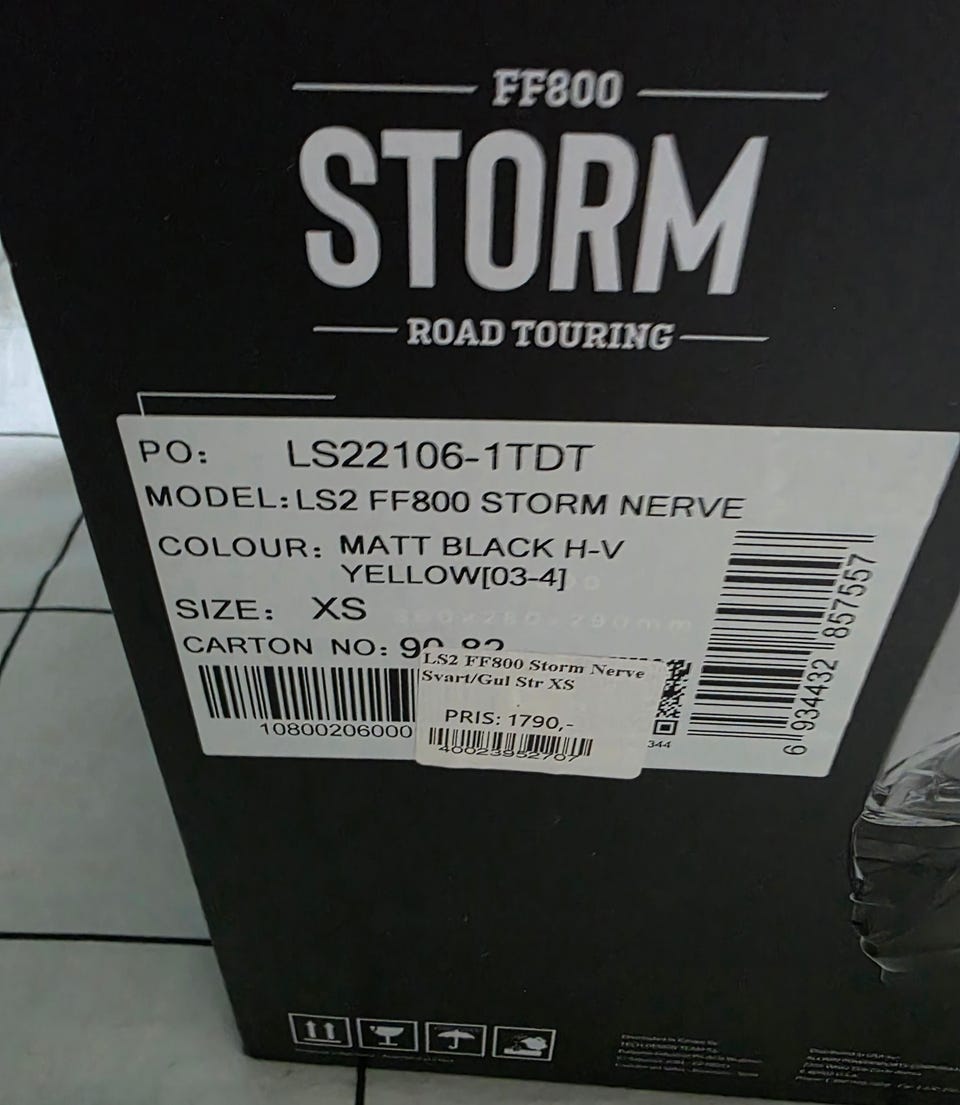 FF800
STORM
ROAD TOURING
PO: LS22106-1TDT
MODEL: LS2 FF800 STORM NERVE
COLOUR: MATT BLACK H-V
YELLOW[03-4]
SIZE: XS
CARTON NO:
10800206000
344
6 934432 857557
LS2 FF800 Storm Nerve
Svart/Gul Str XS
PRIS: 1790,-